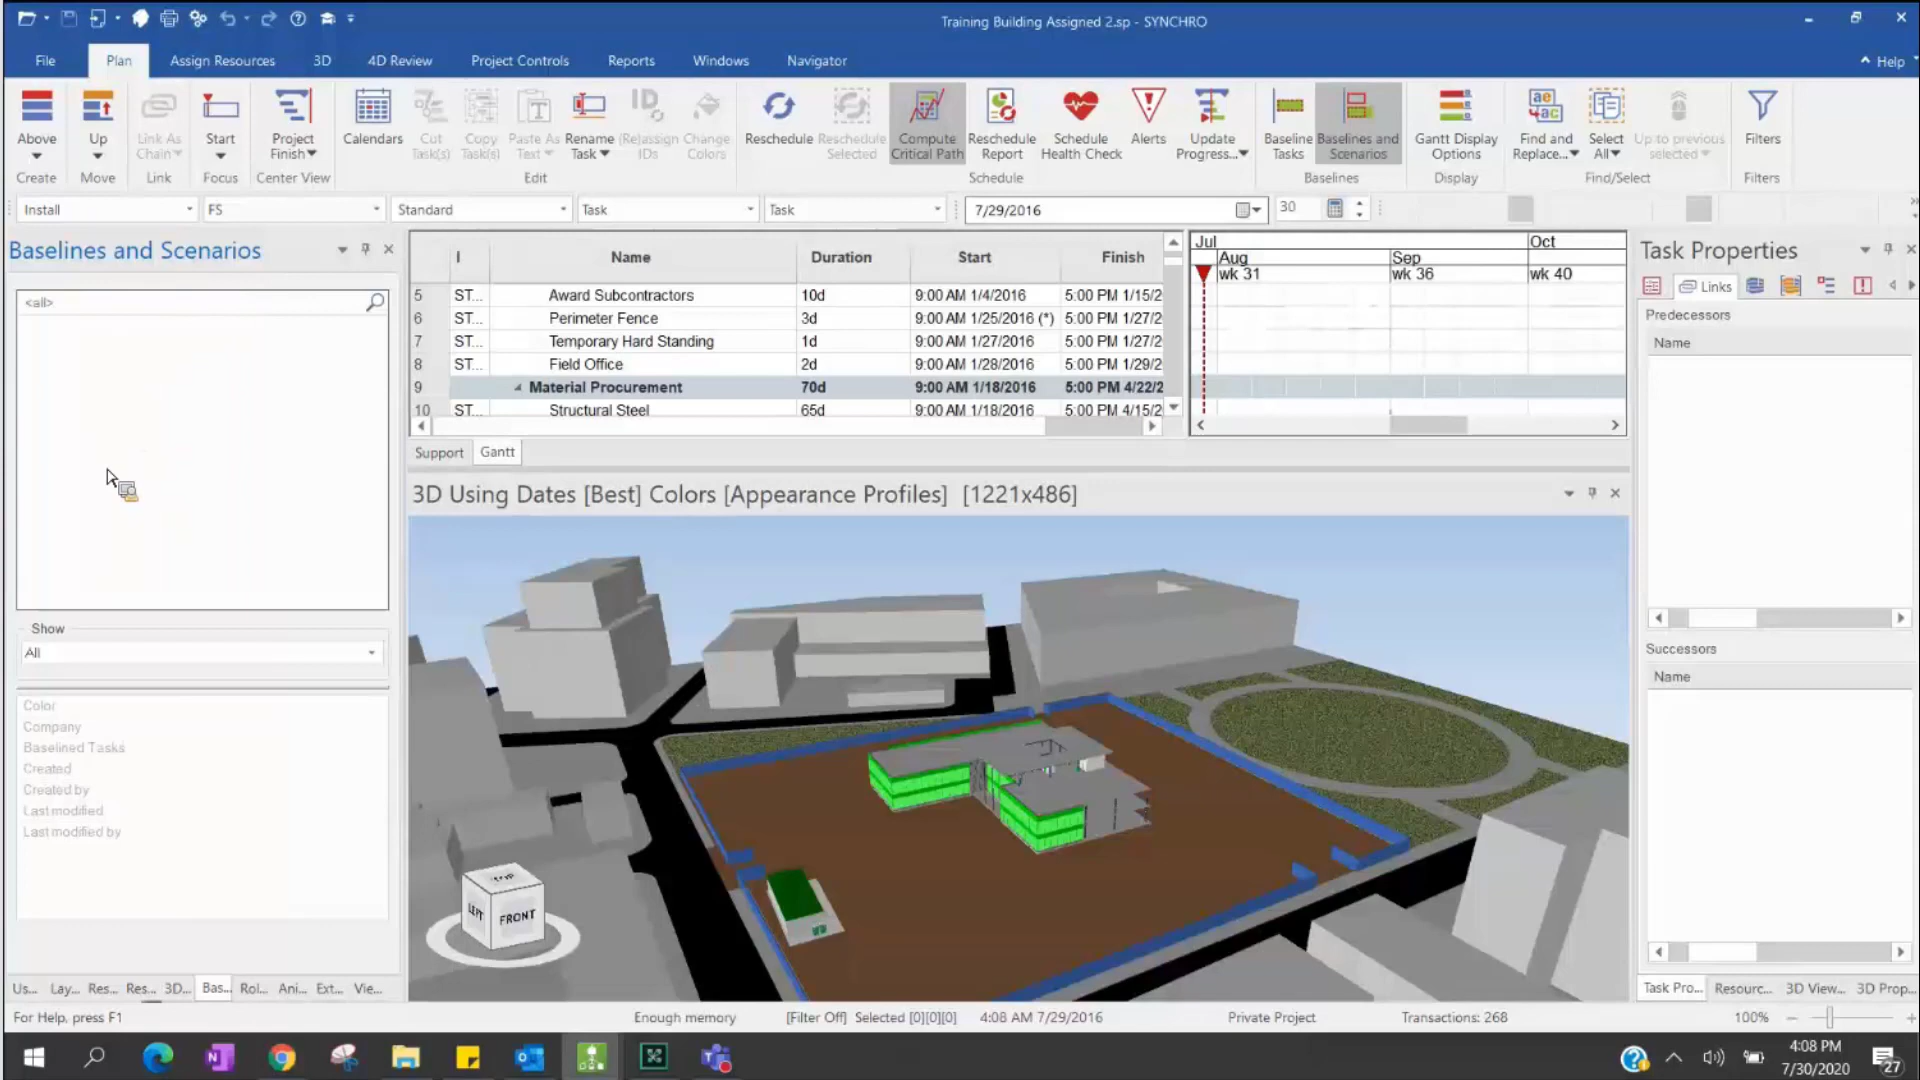 Training Building Assigned 2.sp - SYNCHRO
File Plan Assign Resources 3D 4D Review Project Controls Reports Windows Navigator Help
Above
Create
Up
Move
Link As
Chain
Link
Start
Focus
Project
Finish
Center View
Calendars
Cut
Task(s)
Copy
Task(s)
Paste As
Text
Rename
Task
(Re)assign
IDs
Change
Colors
Edit
Reschedule
Reschedule
Selected
Compute
Critical Path
Reschedule
Report
Schedule
Health Check
Alerts
Update
Progress...
Schedule
Baseline
Tasks
Baselines and
Scenarios
Baselines
Gantt Display
Options
Display
Find and
Replace...
Select
All
Up to previous
selected
Find/Select
Filters
Filters
Install FS Standard Task Task 7/29/2016 30
Baselines and Scenarios
<all>
Show
All
Color
Company
Baselined Tasks
Created
Created by
Last modified
Last modified by
Us... Lay... Res... Res... 3D... Bas... Rol... Ani... Ext... Vie...
I Name Duration Start Finish
5 ST... Award Subcontractors 10d 9:00 AM 1/4/2016 5:00 PM 1/15/2
6 ST... Perimeter Fence 3d 9:00 AM 1/25/2016 (*) 5:00 PM 1/27/2
7 ST... Temporary Hard Standing 1d 9:00 AM 1/27/2016 5:00 PM 1/27/2
8 ST... Field Office 2d 9:00 AM 1/28/2016 5:00 PM 1/29/2
9 Material Procurement 70d 9:00 AM 1/18/2016 5:00 PM 4/22/2
10 ST... Structural Steel 65d 9:00 AM 1/18/2016 5:00 PM 4/15/2
Jul Oct
Aug Sep
wk 31 wk 36 wk 40
Support Gantt
3D Using Dates [Best] Colors [Appearance Profiles] [1221x486]
TOP
LEFT FRONT
Task Properties
Links
Predecessors
Name
Successors
Name
Task Pro... Resourc... 3D View... 3D Prop...
For Help, press F1 Enough memory [Filter Off] Selected [0][0][0] 4:08 AM 7/29/2016 Private Project Transactions: 268 100%
4:08 PM
7/30/2020
27